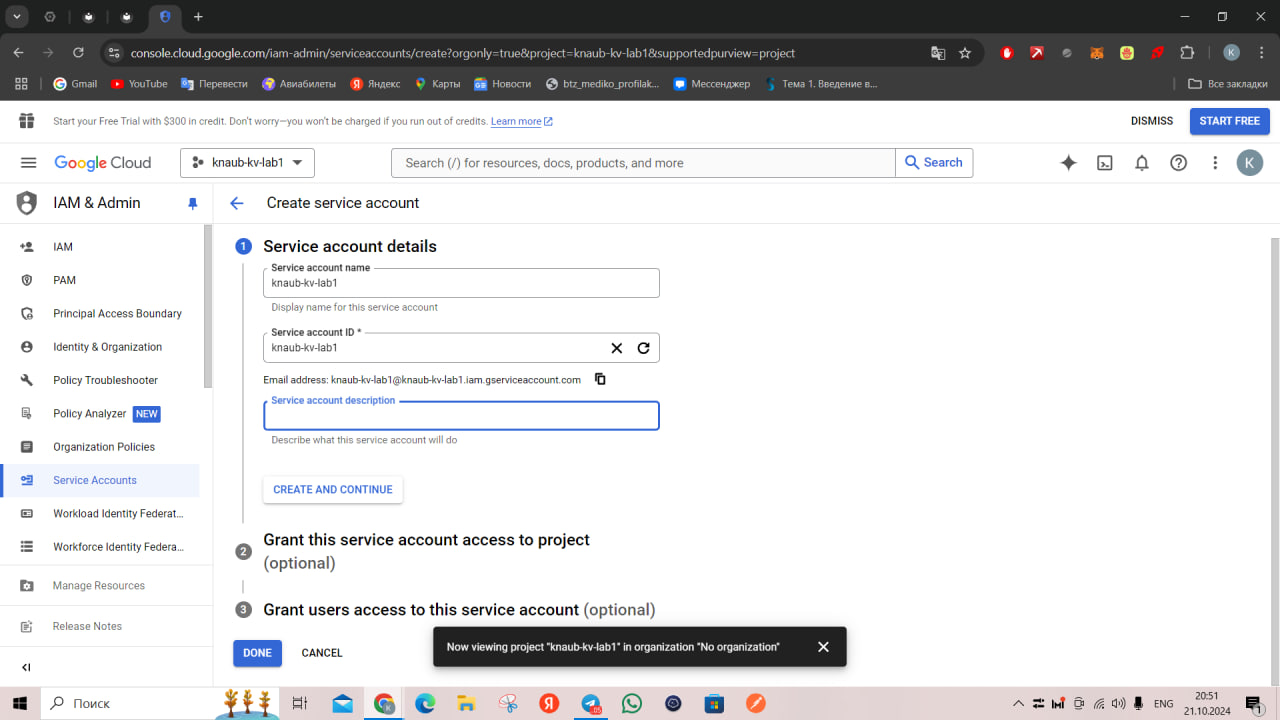 console.cloud.google.com/iam-admin/serviceaccounts/create?orgonly=true&project=knaub-kv-lab1&supportedpurview=project
K
Gmail
YouTube
Перевести
Авиабилеты
Яндекс
Карты
Новости
btz_mediko_profilak...
Мессенджер
Тема 1. Введение в...
Все закладки
Start your Free Trial with $300 in credit. Don't worry—you won't be charged if you run out of credits. Learn more
DISMISS
START FREE
Google Cloud
knaub-kv-lab1
Search (/) for resources, docs, products, and more
Search
K
IAM & Admin
Create service account
IAM
PAM
Principal Access Boundary
Identity & Organization
Policy Troubleshooter
Policy Analyzer NEW
Organization Policies
Service Accounts
Workload Identity Federat...
Workforce Identity Federa...
Manage Resources
Release Notes
1 Service account details
Service account name
knaub-kv-lab1
Display name for this service account
Service account ID *
knaub-kv-lab1
Email address: knaub-kv-lab1@knaub-kv-lab1.iam.gserviceaccount.com
Service account description
Describe what this service account will do
CREATE AND CONTINUE
2 Grant this service account access to project
(optional)
3 Grant users access to this service account (optional)
DONE
CANCEL
Now viewing project "knaub-kv-lab1" in organization "No organization"
Поиск
ENG
20:51
21.10.2024